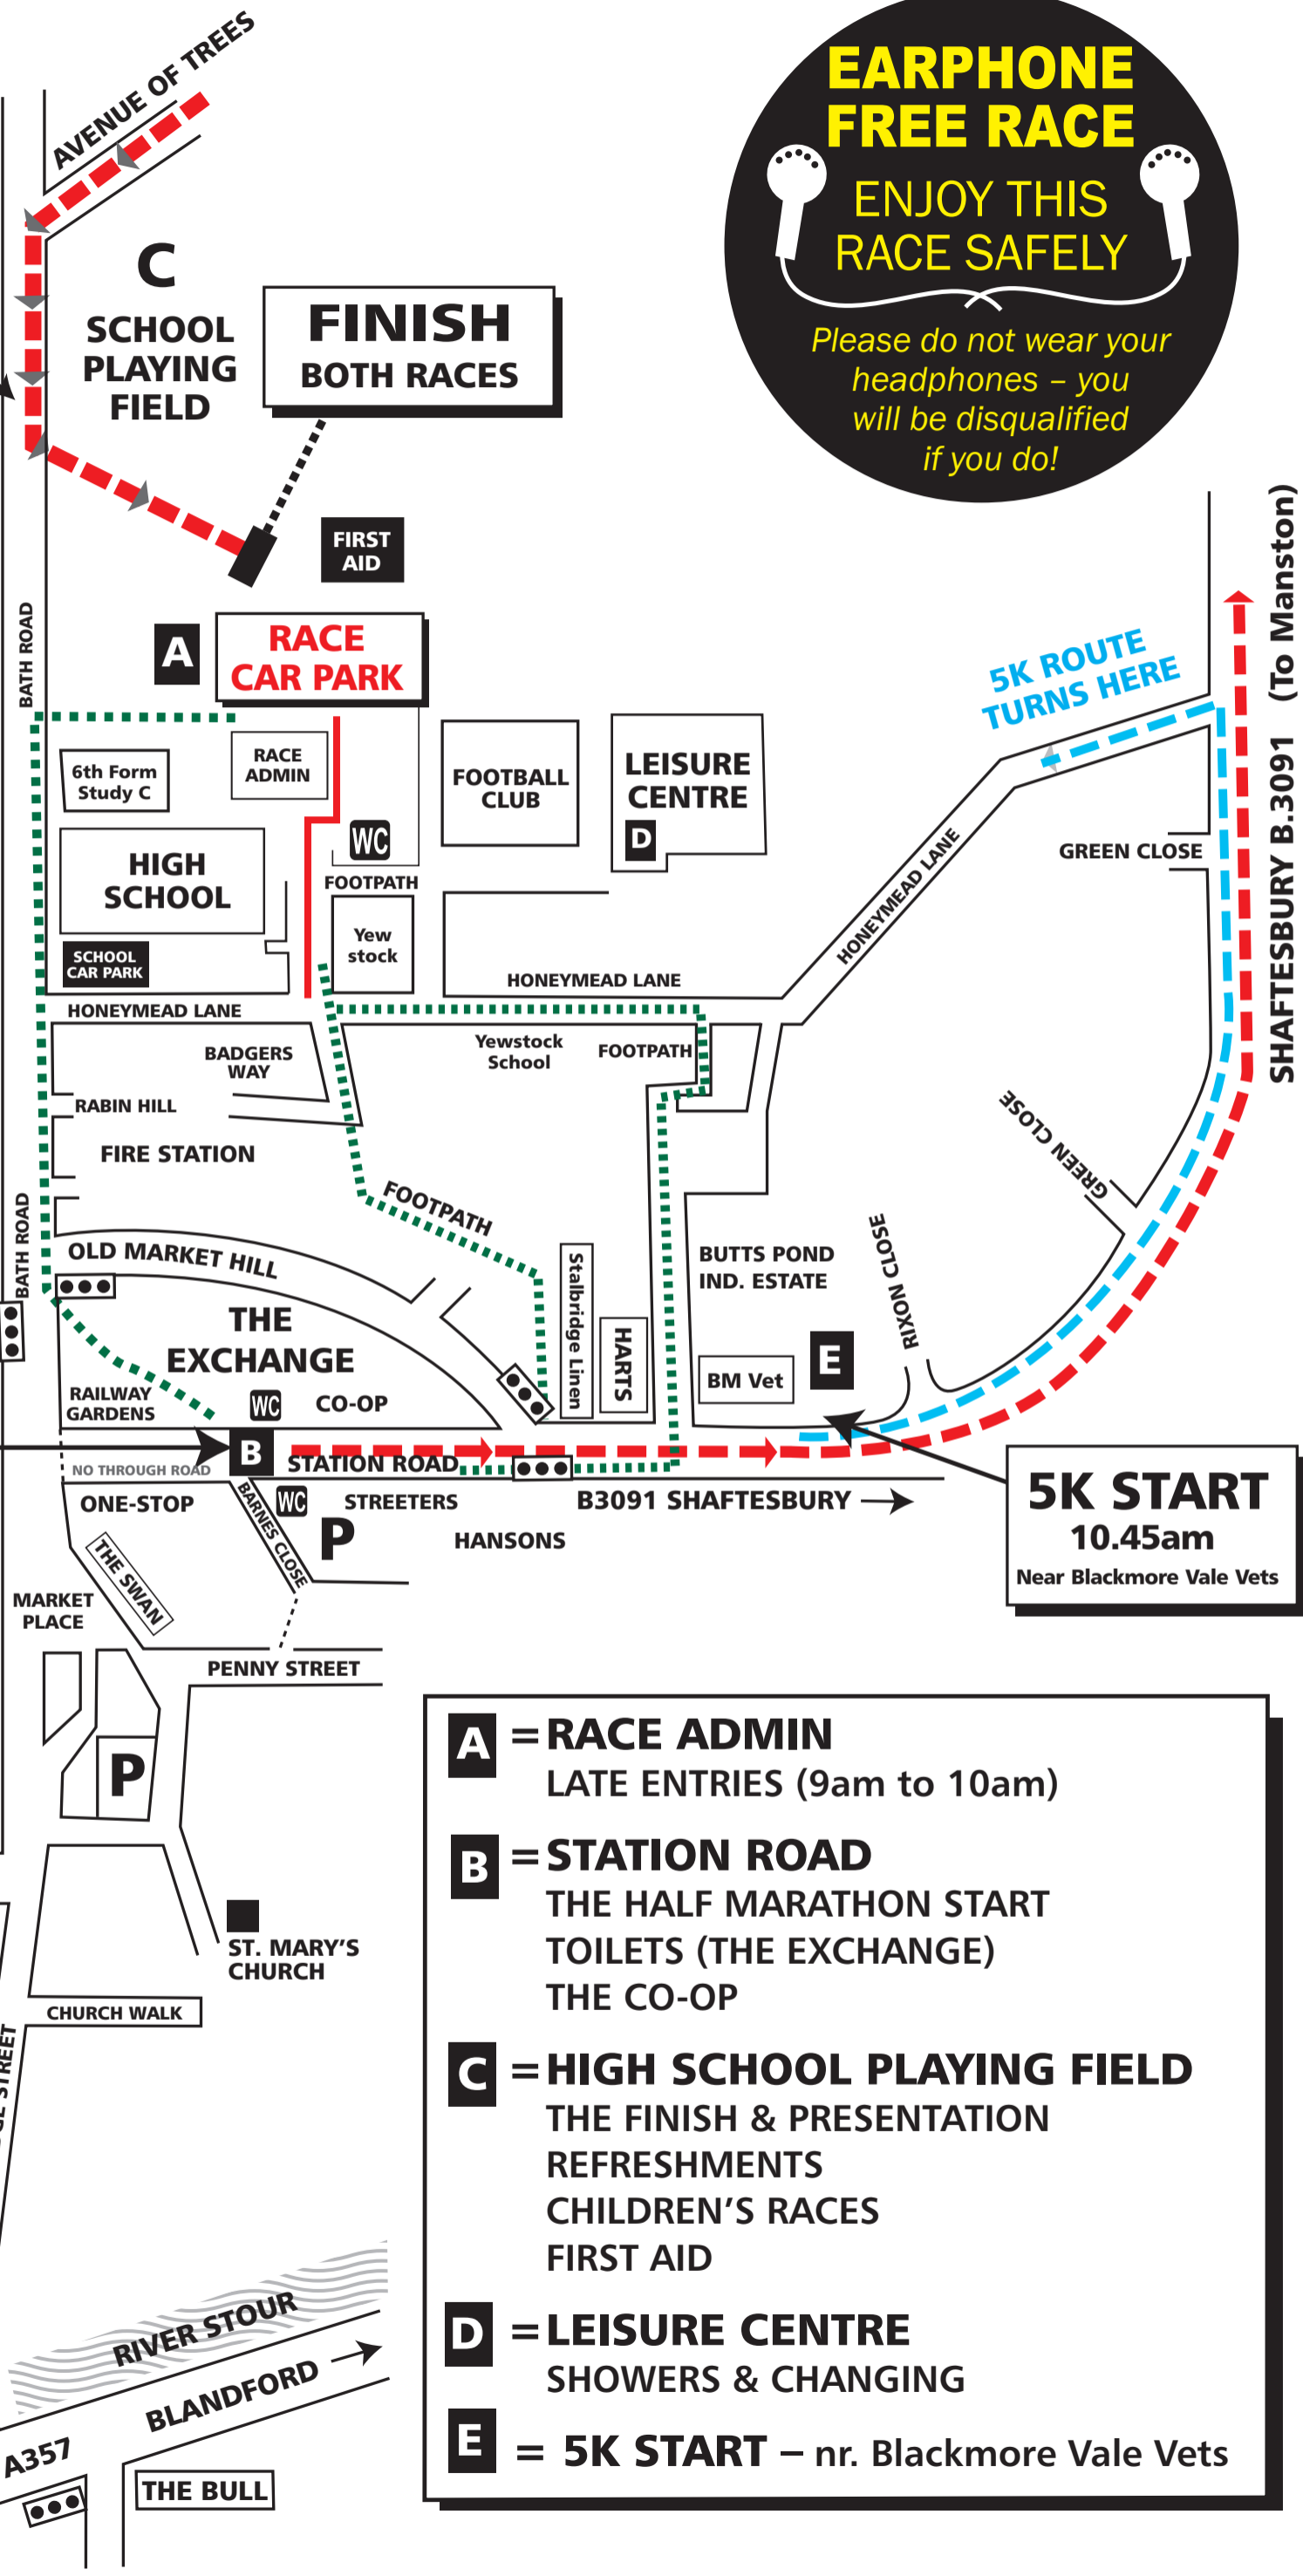 AVENUE OF TREES
EARPHONE
FREE RACE
ENJOY THIS
RACE SAFELY
Please do not wear your
headphones – you
will be disqualified
if you do!
C
SCHOOL
PLAYING
FIELD
FINISH
BOTH RACES
FIRST
AID
A
RACE
CAR PARK
BATH ROAD
5K ROUTE
TURNS HERE
SHAFTESBURY B.3091 (To Manston)
6th Form
Study C
RACE
ADMIN
FOOTBALL
CLUB
LEISURE
CENTRE
D
WC
HIGH
SCHOOL
FOOTPATH
Yew
stock
SCHOOL
CAR PARK
HONEYMEAD LANE
GREEN CLOSE
HONEYMEAD LANE
HONEYMEAD LANE
BADGERS
WAY
Yewstock
School
FOOTPATH
RABIN HILL
FIRE STATION
GREEN CLOSE
FOOTPATH
BATH ROAD
OLD MARKET HILL
BUTTS POND
IND. ESTATE
RIXON CLOSE
Stalbridge Linen
HARTS
THE
EXCHANGE
E
BM Vet
RAILWAY
GARDENS
WC
CO-OP
B
STATION ROAD
NO THROUGH ROAD
ONE-STOP
BARNES CLOSE
WC
STREETERS
B3091 SHAFTESBURY
P
HANSONS
5K START
10.45am
Near Blackmore Vale Vets
THE SWAN
MARKET
PLACE
PENNY STREET
P
ST. MARY'S
CHURCH
CHURCH WALK
A = RACE ADMIN
LATE ENTRIES (9am to 10am)
B = STATION ROAD
THE HALF MARATHON START
TOILETS (THE EXCHANGE)
THE CO-OP
C = HIGH SCHOOL PLAYING FIELD
THE FINISH & PRESENTATION
REFRESHMENTS
CHILDREN'S RACES
FIRST AID
D = LEISURE CENTRE
SHOWERS & CHANGING
E = 5K START – nr. Blackmore Vale Vets
STREET
RIVER STOUR
BLANDFORD
A357
THE BULL